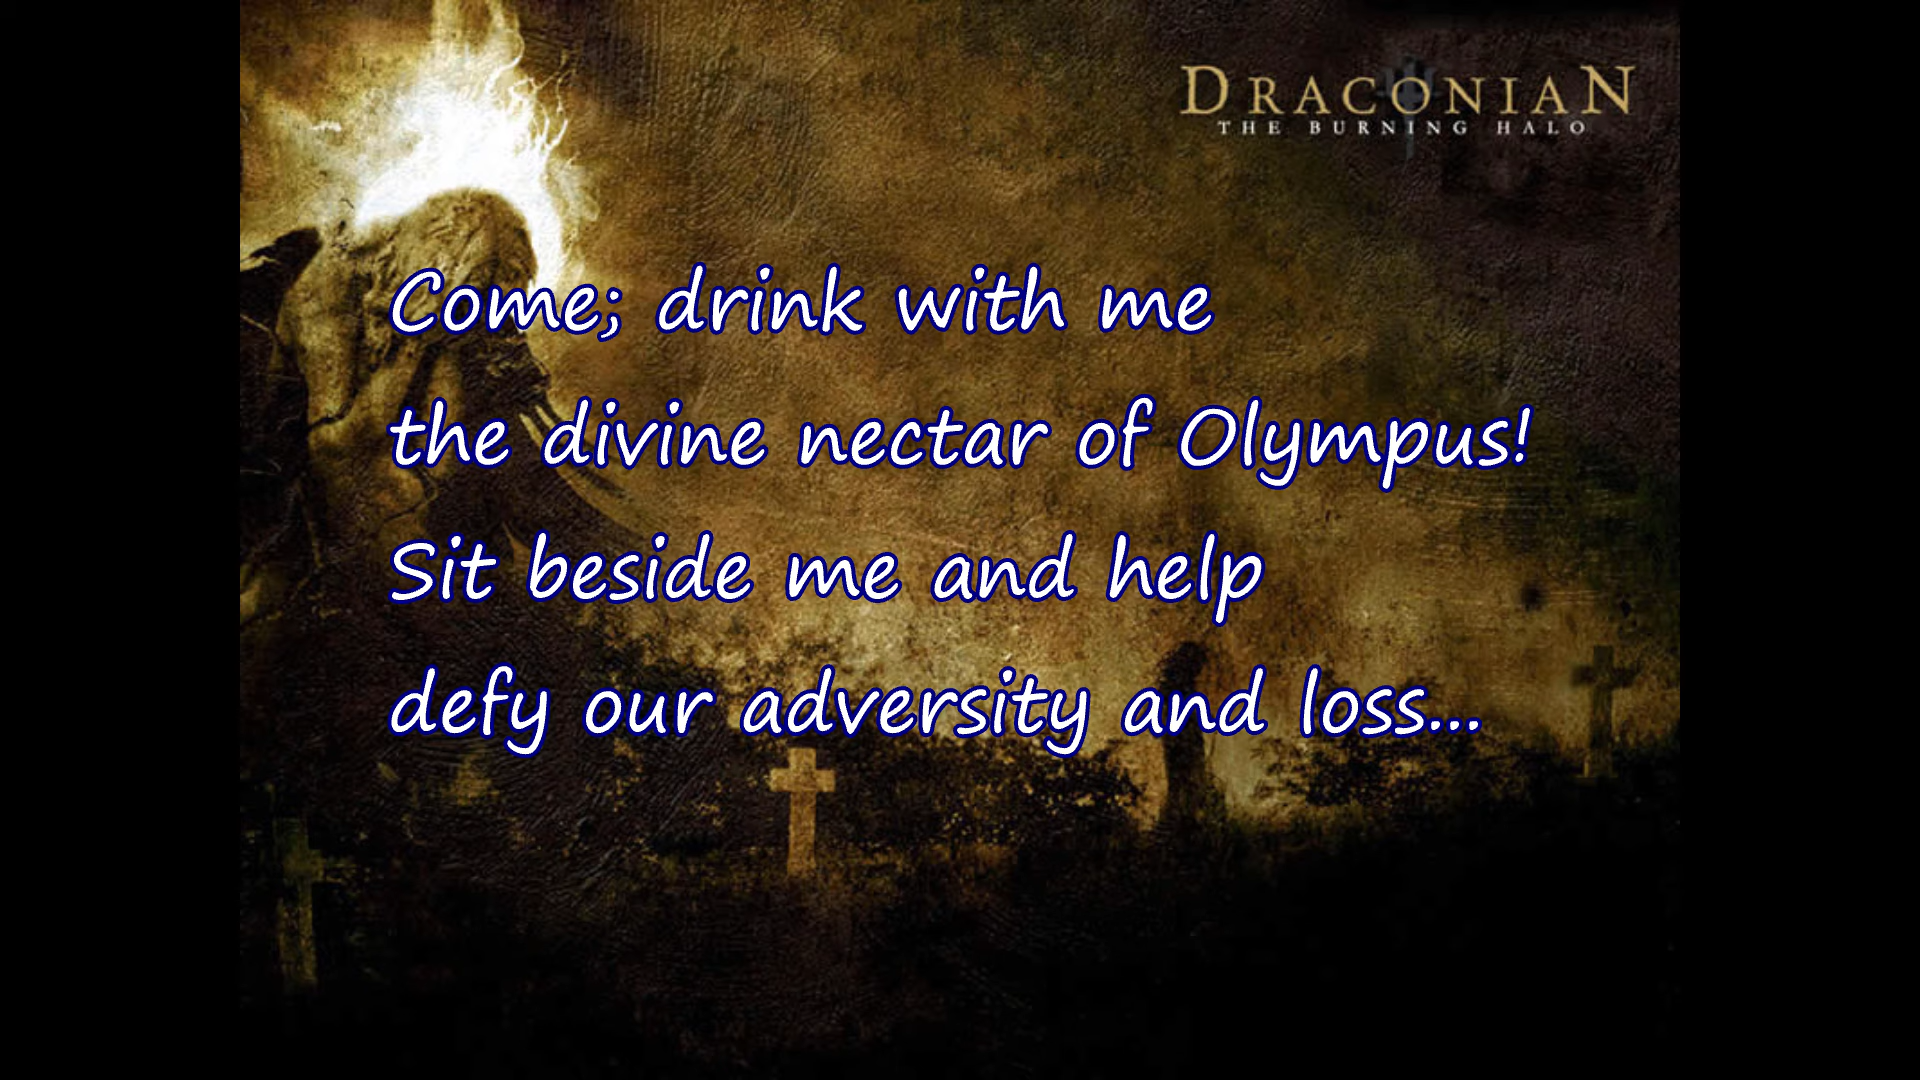 DRACONIAN
THE BURNING HALO
Come; drink with me
the divine nectar of Olympus!
Sit beside me and help
defy our adversity and loss...